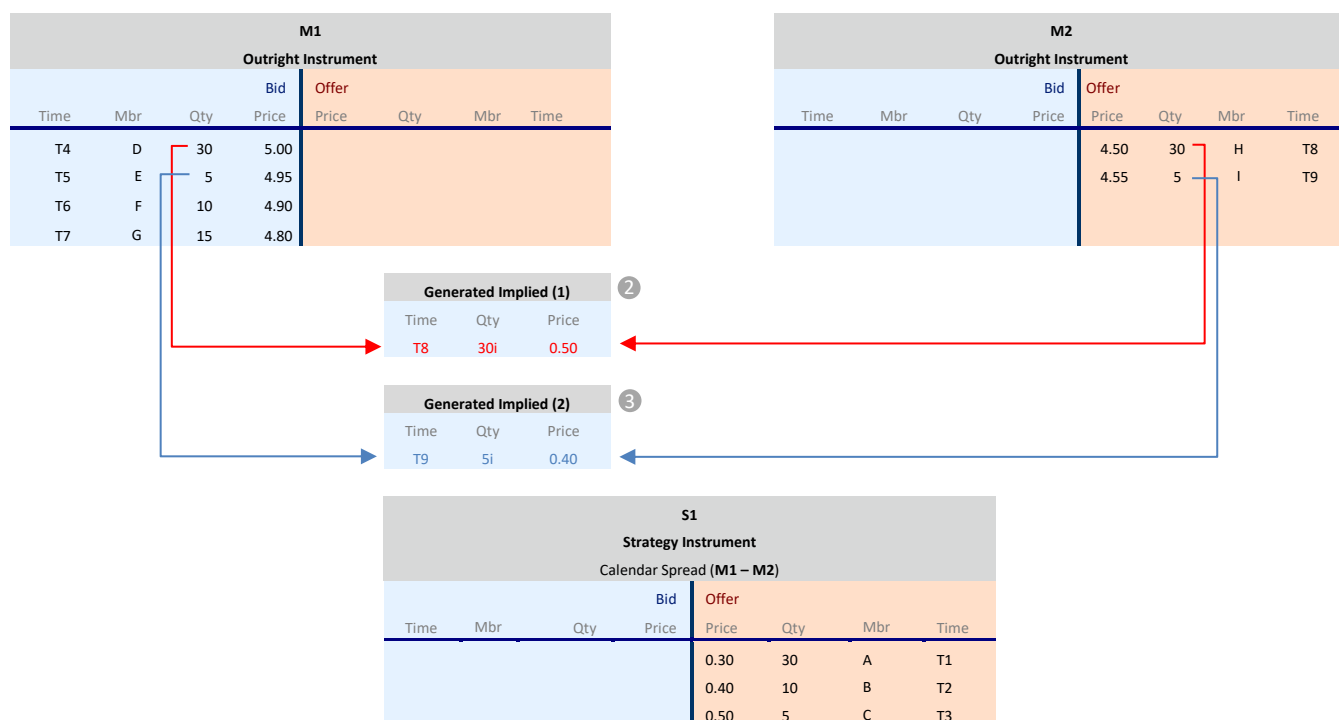 M1
Outright Instrument
Bid Offer
Time Mbr Qty Price Price Qty Mbr Time
T4 D 30 5.00
T5 E 5 4.95
T6 F 10 4.90
T7 G 15 4.80
M2
Outright Instrument
Bid Offer
Time Mbr Qty Price Price Qty Mbr Time
4.50 30 H T8
4.55 5 I T9
Generated Implied (1) 2
Time Qty Price
T8 30i 0.50
Generated Implied (2) 3
Time Qty Price
T9 5i 0.40
S1
Strategy Instrument
Calendar Spread (M1 – M2)
Bid Offer
Time Mbr Qty Price Price Qty Mbr Time
0.30 30 A T1
0.40 10 B T2
0.50 5 C T3